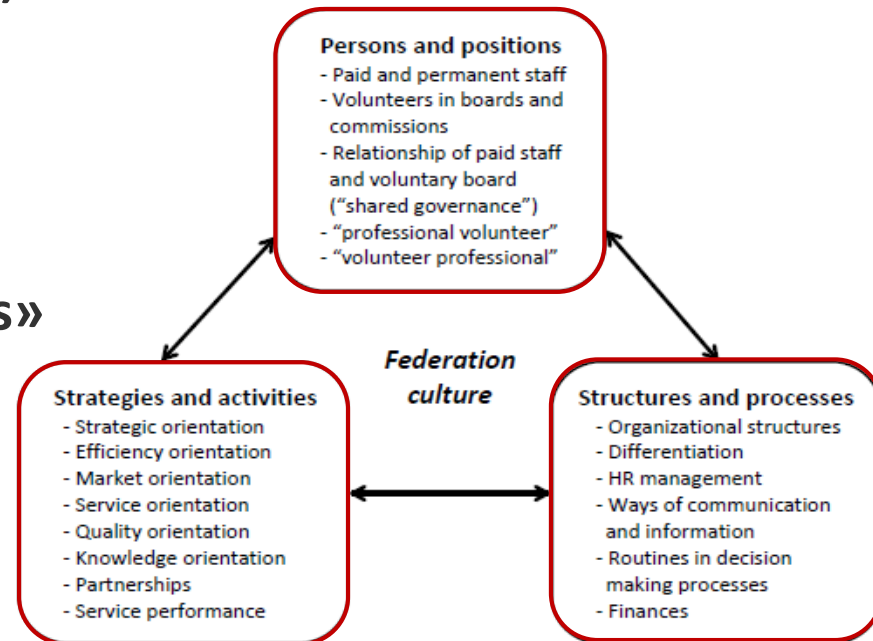 Persons and positions
- Paid and permanent staff
- Volunteers in boards and
commissions
- Relationship of paid staff
and voluntary board
("shared governance")
- "professional volunteer"
- "volunteer professional"
s»
Federation
culture
Strategies and activities
- Strategic orientation
- Efficiency orientation
- Market orientation
- Service orientation
- Quality orientation
- Knowledge orientation
- Partnerships
- Service performance
Structures and processes
- Organizational structures
- Differentiation
- HR management
- Ways of communication
and information
- Routines in decision
making processes
- Finances